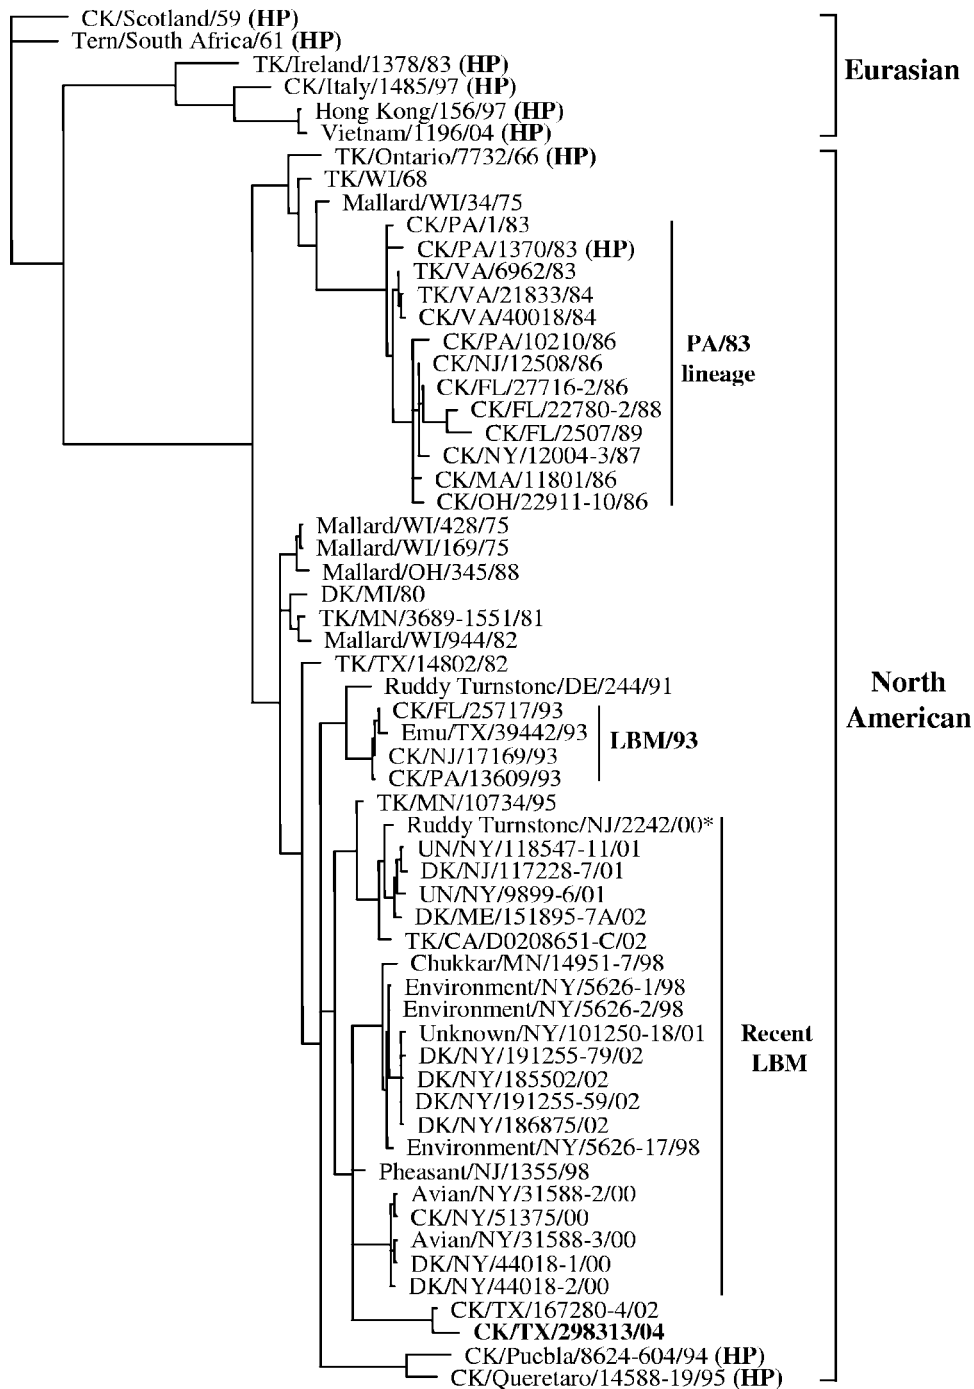 CK/Scotland/59 (HP)
Tern/South Africa/61 (HP)
TK/Ireland/1378/83 (HP)
Eurasian
CK/Italy/1485/97 (HP)
Hong Kong/156/97 (HP)
Vietnam/1196/04 (HP)
TK/Ontario/7732/66 (HP)
TK/WI/68
Mallard/WI/34/75
CK/PA/1/83
CK/PA/1370/83 (HP)
TK/VA/6962/83
TK/VA/21833/84
CK/VA/40018/84
CK/PA/10210/86
PA/83
lineage
CK/NJ/12508/86
CK/FL/27716-2/86
CK/FL/22780-2/88
CK/FL/2507/89
CK/NY/12004-3/87
CK/MA/11801/86
CK/OH/22911-10/86
Mallard/WI/428/75
Mallard/WI/169/75
Mallard/OH/345/88
DK/MI/80
TK/MN/3689-1551/81
Mallard/WI/944/82
TK/TX/14802/82
Ruddy Turnstone/DE/244/91
North
American
CK/FL/25717/93
Emu/TX/39442/93
LBM/93
CK/NJ/17169/93
CK/PA/13609/93
TK/MN/10734/95
Ruddy Turnstone/NJ/2242/00*
UN/NY/118547-11/01
DK/NJ/117228-7/01
UN/NY/9899-6/01
DK/ME/151895-7A/02
TK/CA/D0208651-C/02
Chukkar/MN/14951-7/98
Environment/NY/5626-1/98
Environment/NY/5626-2/98
Unknown/NY/101250-18/01
Recent
LBM
DK/NY/191255-79/02
DK/NY/185502/02
DK/NY/191255-59/02
DK/NY/186875/02
Environment/NY/5626-17/98
Pheasant/NJ/1355/98
Avian/NY/31588-2/00
CK/NY/51375/00
Avian/NY/31588-3/00
DK/NY/44018-1/00
DK/NY/44018-2/00
CK/TX/167280-4/02
CK/TX/298313/04
CK/Puebla/8624-604/94 (HP)
CK/Queretaro/14588-19/95 (HP)